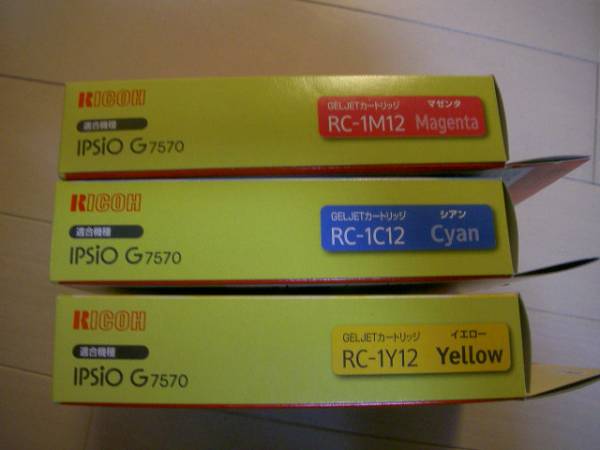 RICOH
適合機種
IPSiO G7570
GELJETカートリッジ マゼンタ
RC-1M12 Magenta
RICOH
適合機種
IPSiO G7570
GELJETカートリッジ シアン
RC-1C12 Cyan
RICOH
適合機種
IPSiO G7570
GELJETカートリッジ イエロー
RC-1Y12 Yellow